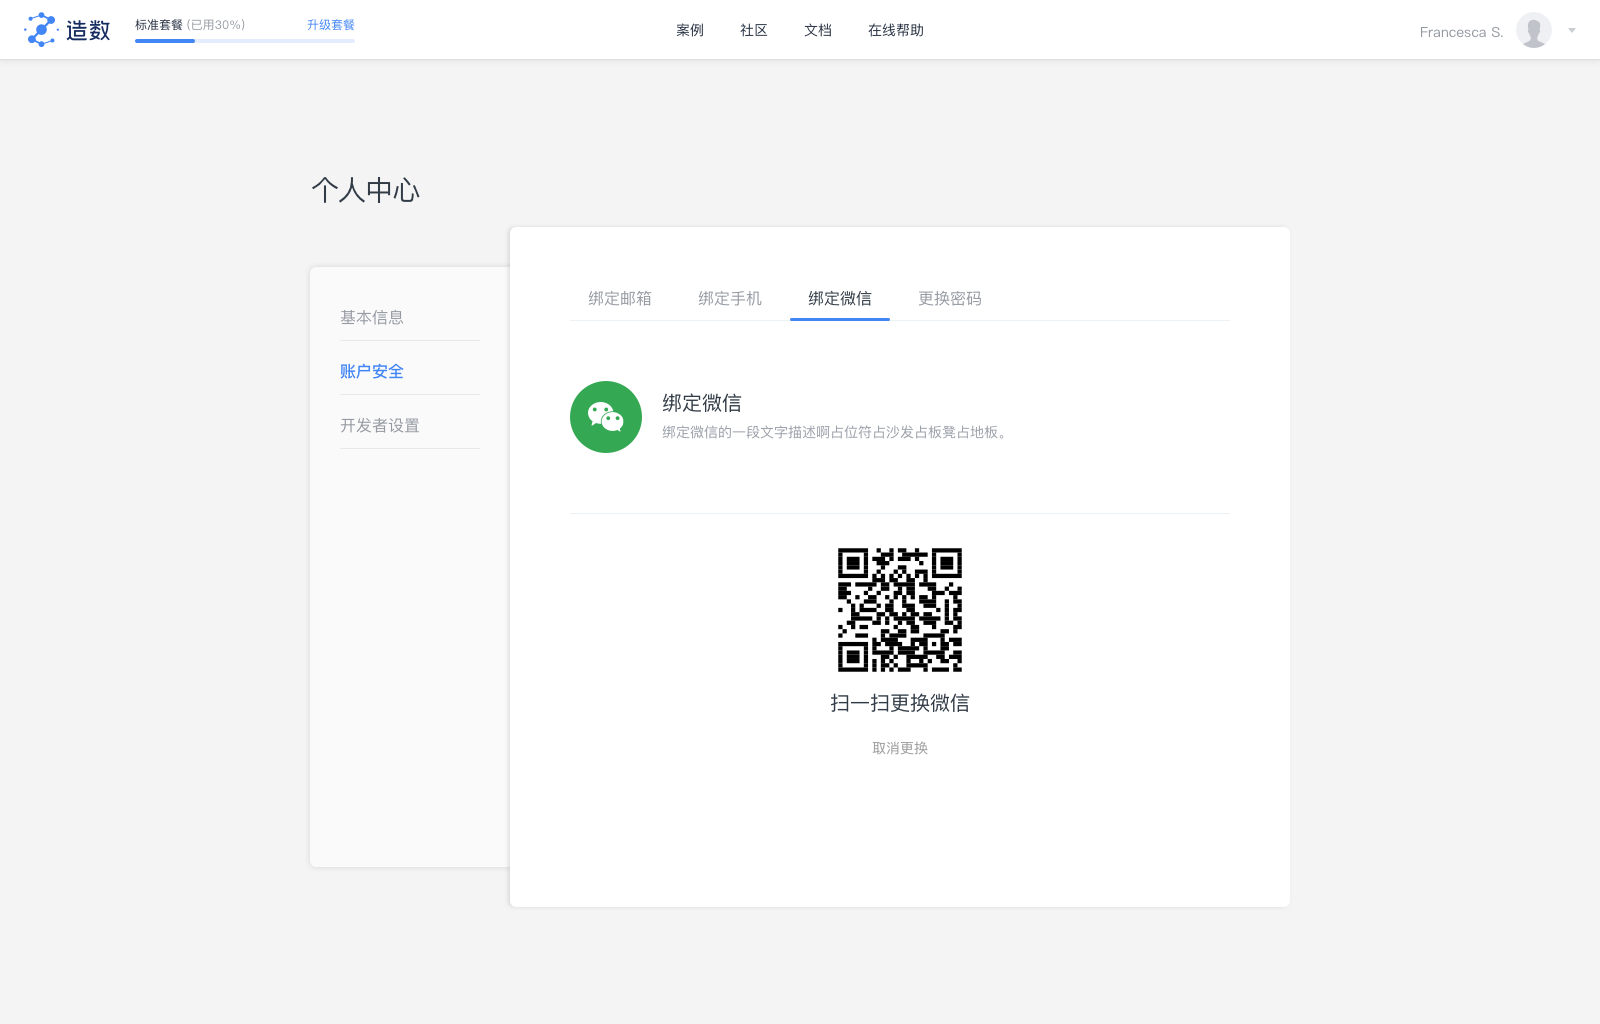 造数
标准套餐 (已用30%) 升级套餐
案例 社区 文档 在线帮助
Francesca S.
个人中心
基本信息
账户安全
开发者设置
绑定邮箱 绑定手机 绑定微信 更换密码
绑定微信
绑定微信的一段文字描述啊占位符占沙发占板凳占地板。
扫一扫更换微信
取消更换